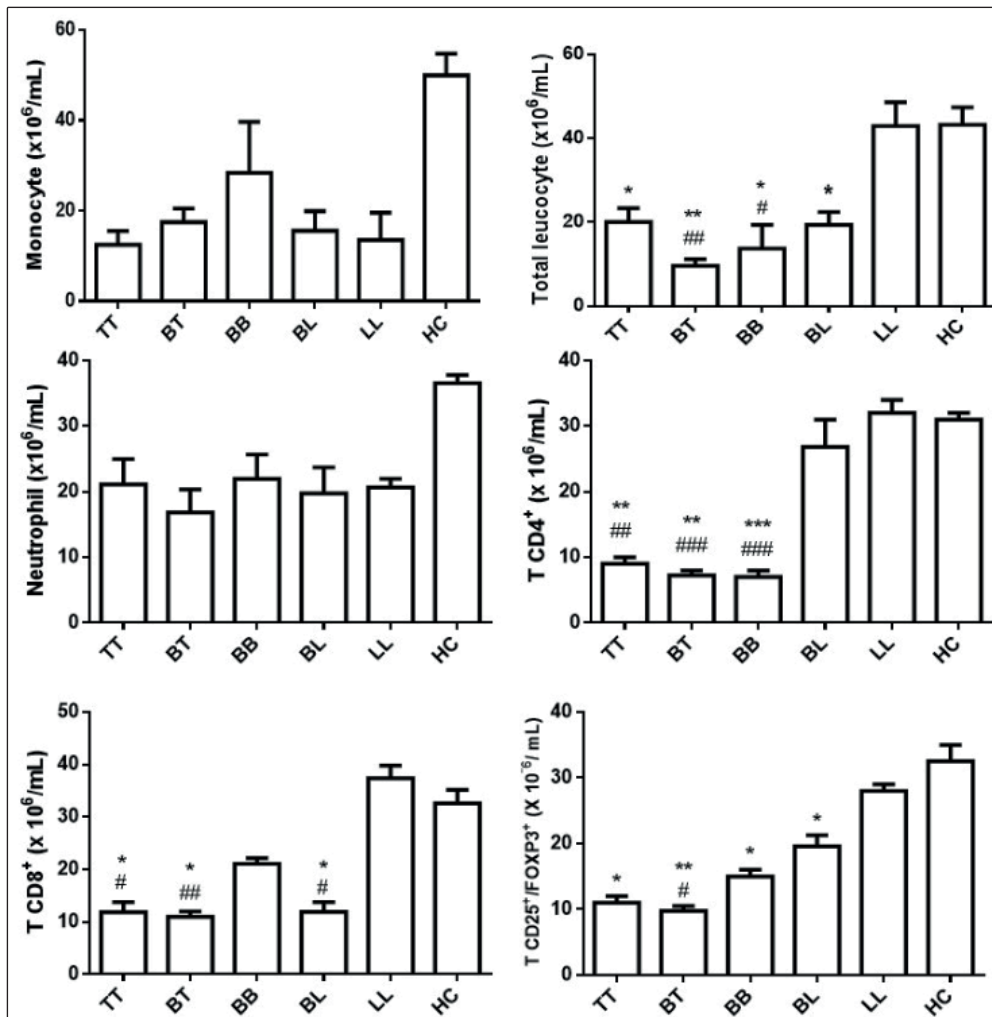 Monocyte (x10⁶/mL)
60
40
20
0
TT BT BB BL LL HC
Total leucocyte (x10⁶/mL)
60
40
20
0
* ** * *
## #
TT BT BB BL LL HC
Neutrophil (x10⁶/mL)
40
30
20
10
0
TT BT BB BL LL HC
T CD4⁺ (x 10⁶/mL)
40
30
20
10
0
** ** ***
## ### ###
TT BT BB BL LL HC
T CD8⁺ (x 10⁶/mL)
50
40
30
20
10
0
* * *
# ## #
TT BT BB BL LL HC
T CD25⁺/FOXP3⁺ (X 10⁻⁶/ mL)
40
30
20
10
0
* ** * *
#
TT BT BB BL LL HC